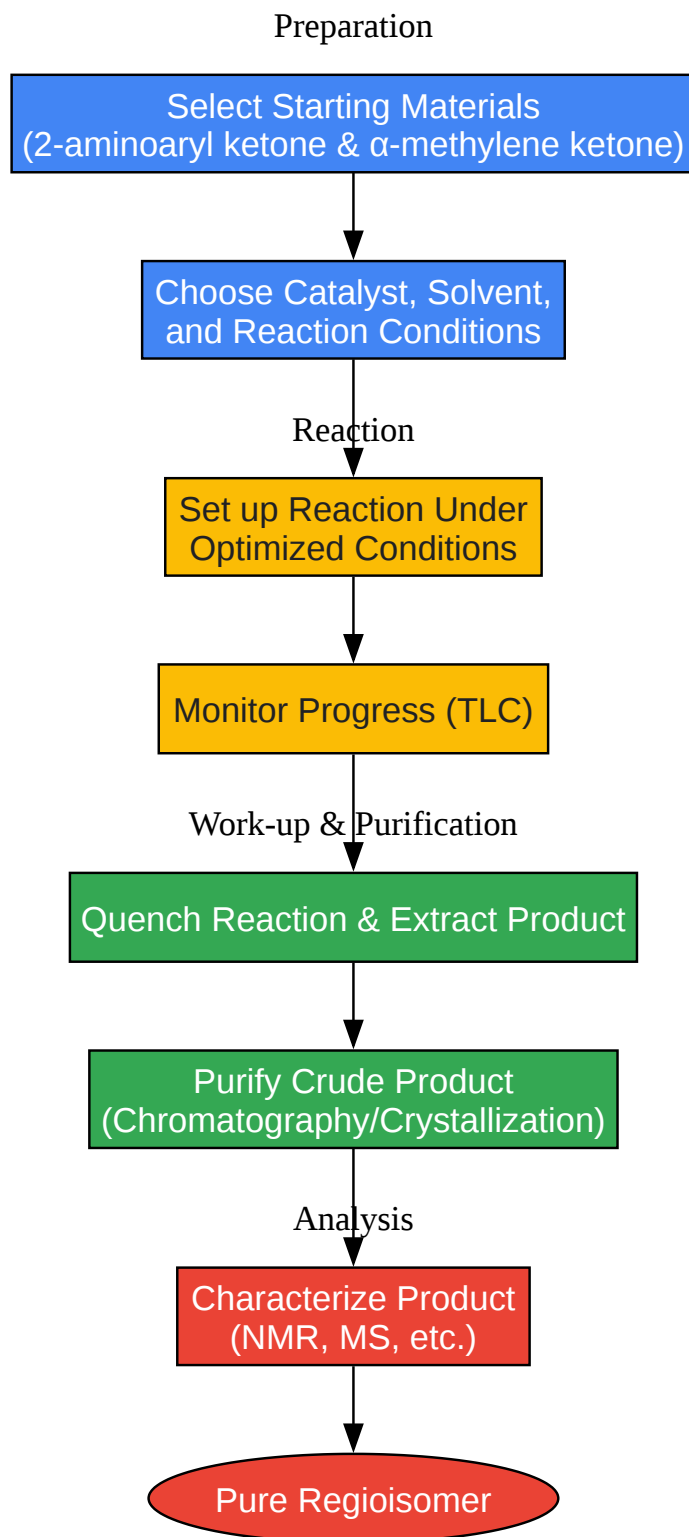 Preparation
Select Starting Materials
(2-aminoaryl ketone & α-methylene ketone)
Choose Catalyst, Solvent,
and Reaction Conditions
Reaction
Set up Reaction Under
Optimized Conditions
Monitor Progress (TLC)
Work-up & Purification
Quench Reaction & Extract Product
Purify Crude Product
(Chromatography/Crystallization)
Analysis
Characterize Product
(NMR, MS, etc.)
Pure Regioisomer